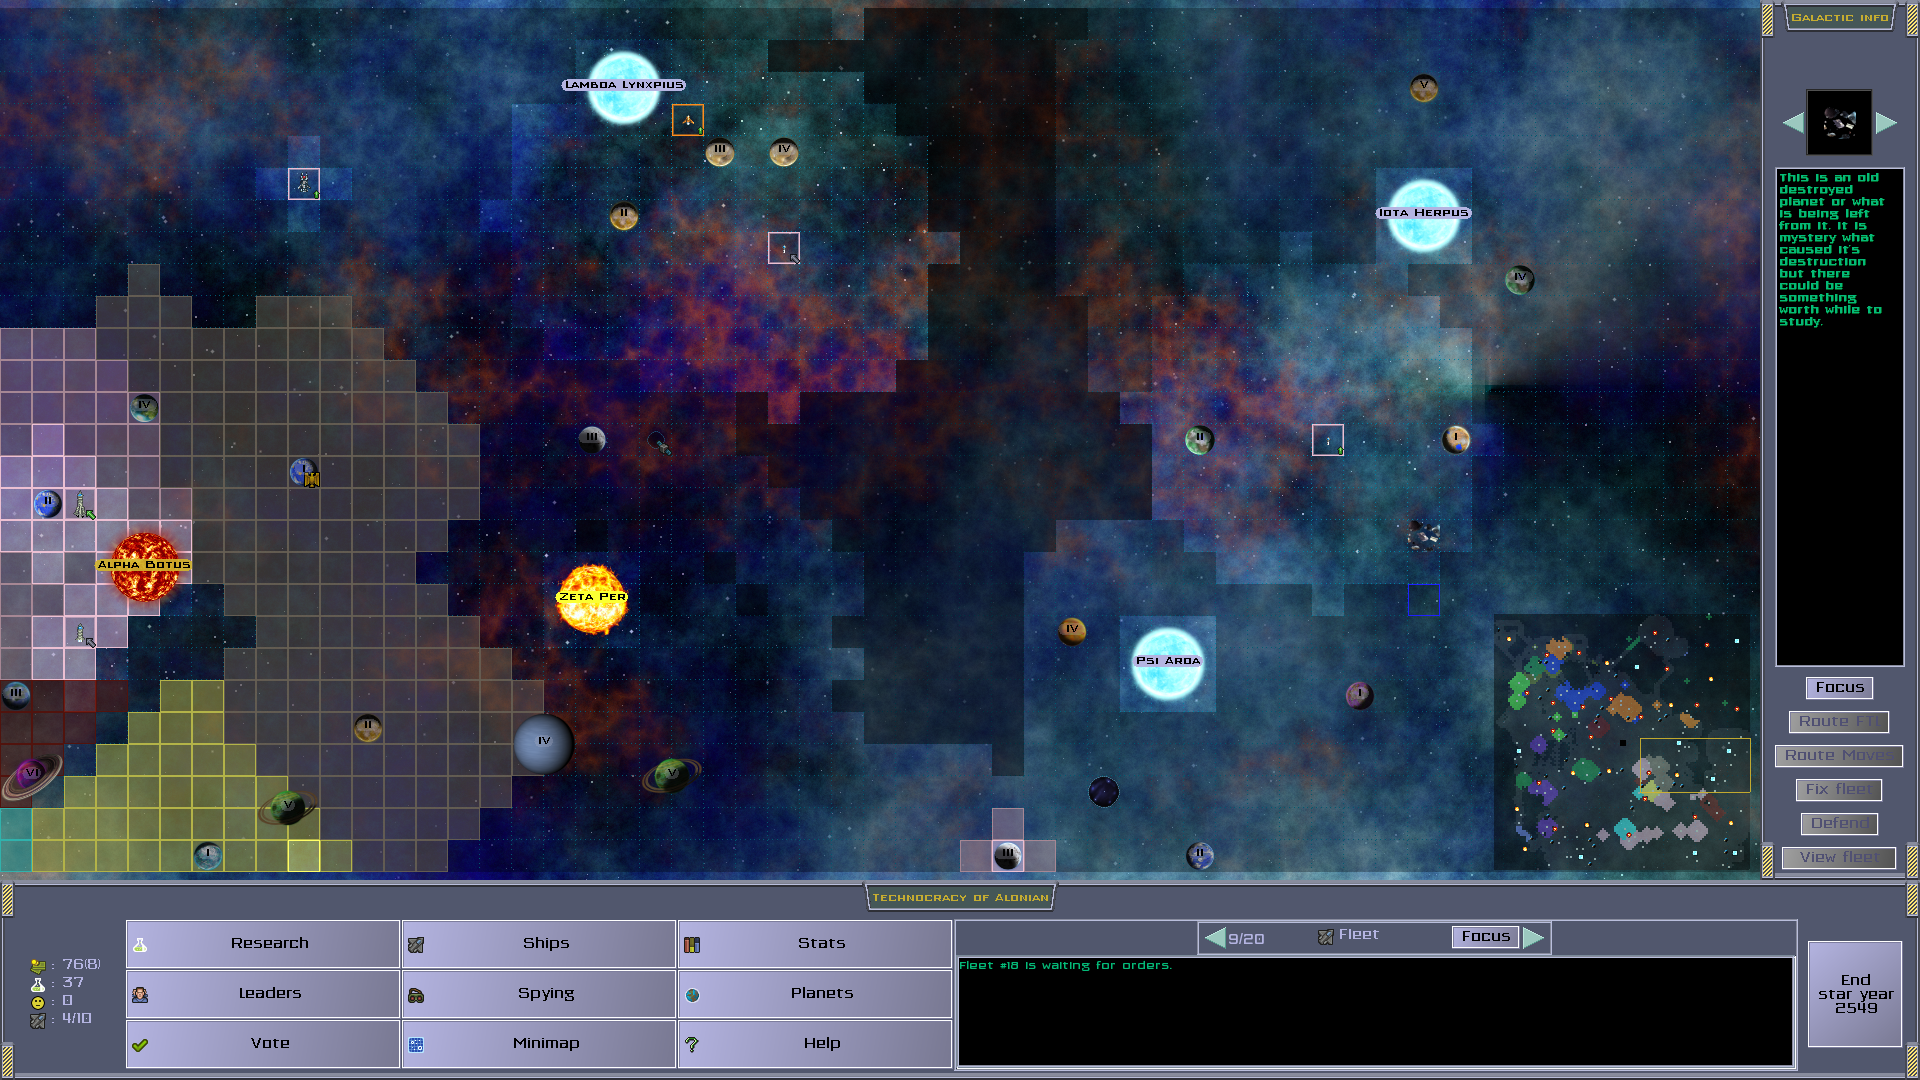 Galactic info
Lambda Lynxpius
V
III
IV
II
Iota Herpus
IV
This is an old
destroyed
planet or what
is being left
from it. It is
mystery what
caused it's
destruction
but there
could be
something
worth while to
study.
IV
III
II
I
I
II
Alpha Botus
Zeta Per
IV
Psi Aroa
III
I
Focus
II
IV
Route FTL
VI
V
Route Move
V
Fix fleet
Defend
I
III
II
View fleet
Technocracy of Alonian
Research
Ships
Stats
9/20
Fleet
Focus
: 76(8)
: 37
: 0
: 4/10
Leaders
Spying
Planets
Vote
Minimap
Help
Fleet #18 is waiting for orders.
End
star year
2549